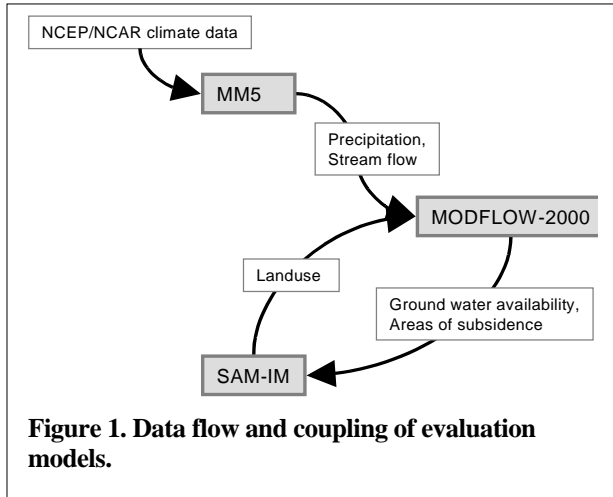 NCEP/NCAR climate data
MM5
Precipitation,
Stream flow
MODFLOW-2000
Landuse
Ground water availability,
Areas of subsidence
SAM-IM
Figure 1. Data flow and coupling of evaluation
models.